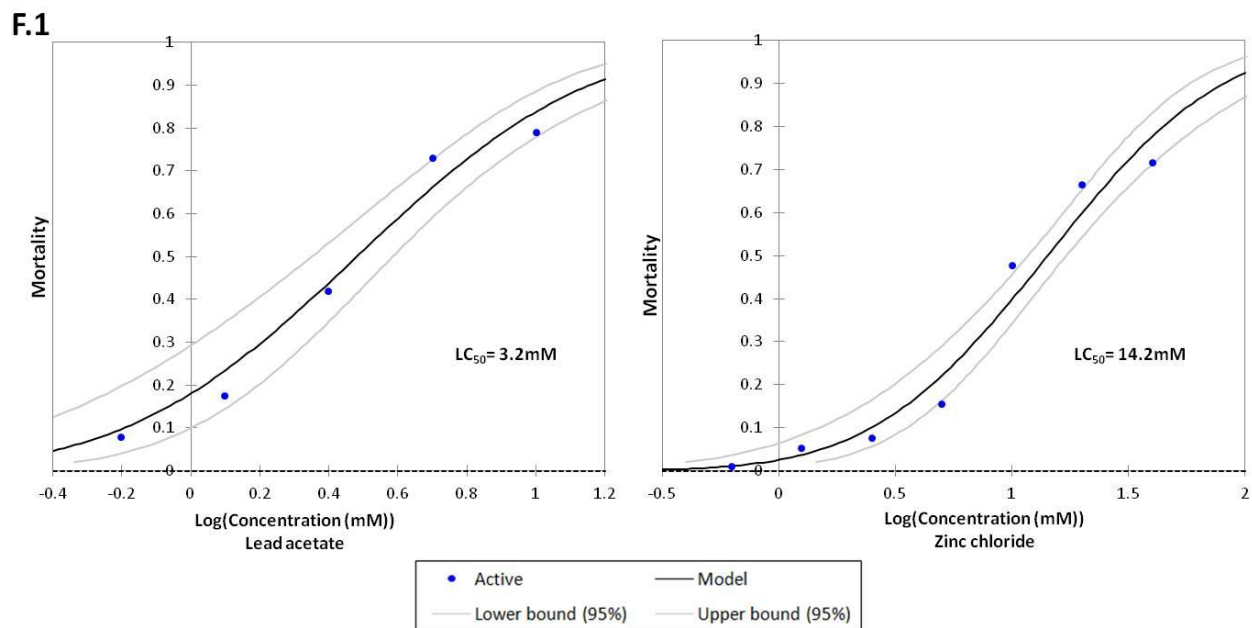 F.1
Mortality
1
0.9
0.8
0.7
0.6
0.5
0.4
0.3
0.2
0.1
0
-0.4 -0.2 0 0.2 0.4 0.6 0.8 1 1.2
LC50= 3.2mM
Log(Concentration (mM))
Lead acetate
Mortality
1
0.9
0.8
0.7
0.6
0.5
0.4
0.3
0.2
0.1
0
-0.5 0 0.5 1 1.5 2
LC50= 14.2mM
Log(Concentration (mM))
Zinc chloride
Active Model
Lower bound (95%) Upper bound (95%)